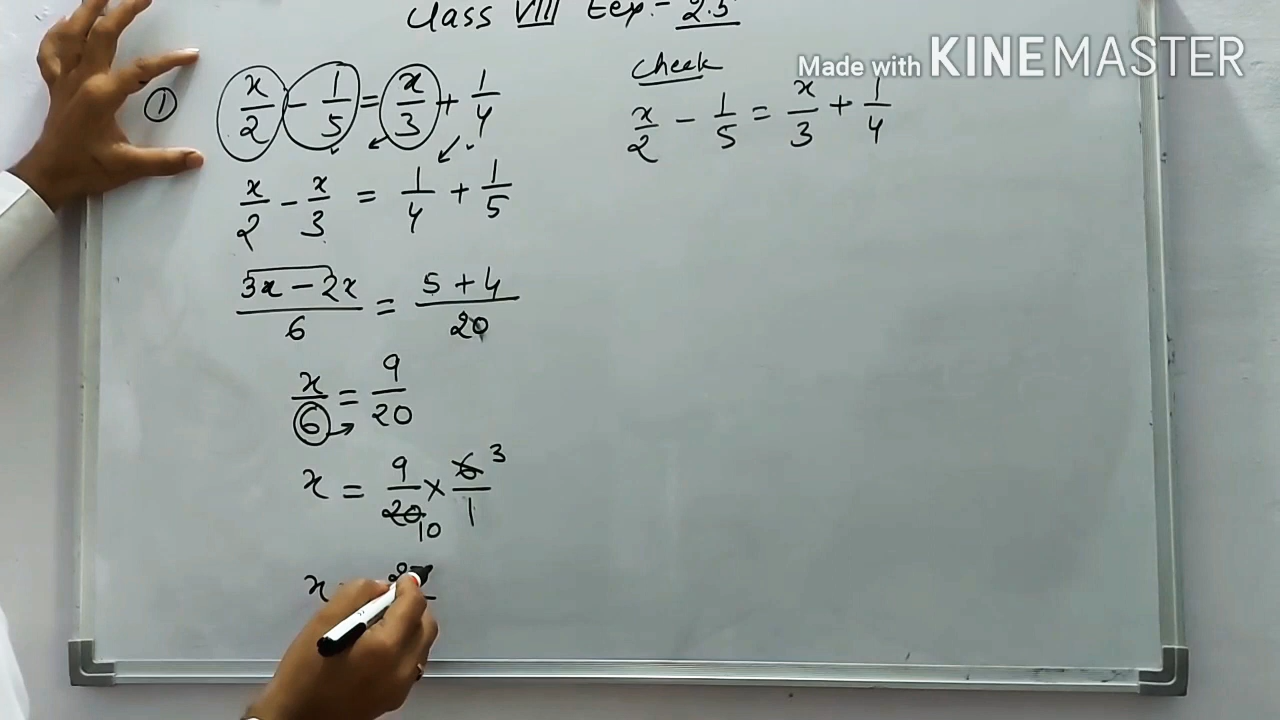 Class VIII Eex.- 2.5
① x/2 - 1/5 = x/3 + 1/4
x/2 - x/3 = 1/4 + 1/5
3x - 2x/6 = 5 + 4/20
x/6 = 9/20
x = 9/20 10 × 6/1 3
x
Check
x/2 - 1/5 = x/3 + 1/4
Made with KINEMASTER